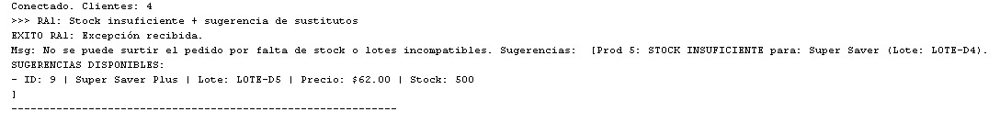 Conectado. Clientes: 4
>>> RA1: Stock insuficiente + sugerencia de sustitutos
EXITO RA1: Excepción recibida.
Msg: No se puede surtir el pedido por falta de stock o lotes incompatibles. Sugerencias:  [Prod 5: STOCK INSUFICIENTE para: Super Saver (Lote: LOTE-D4).
SUGERENCIAS DISPONIBLES:
- ID: 9 | Super Saver Plus | Lote: LOTE-D5 | Precio: $62.00 | Stock: 500
]
------------------------------------------------------------